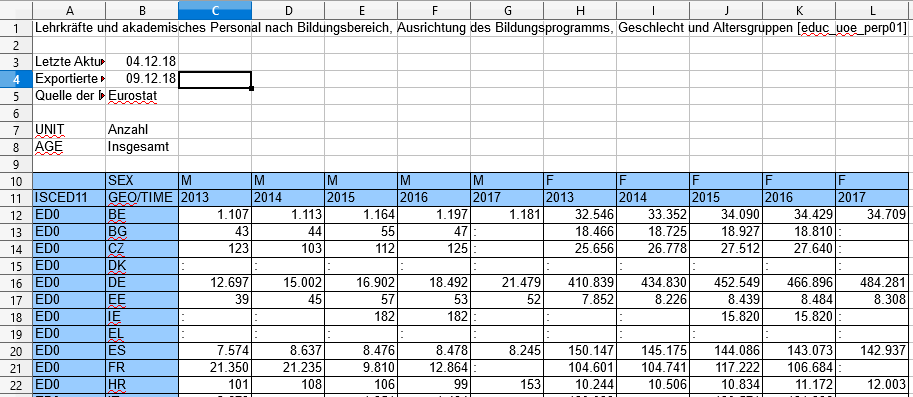 A B C D E F G H I J K L
1 Lehrkräfte und akademisches Personal nach Bildungsbereich, Ausrichtung des Bildungsprogramms, Geschlecht und Altersgruppen [educ_uoe_perp01]
2
3 Letzte Aktu 04.12.18
4 Exportierte 09.12.18
5 Quelle der Eurostat
6
7 UNIT Anzahl
8 AGE Insgesamt
9
10 SEX M M M M M F F F F F
11 ISCED11 GEO/TIME 2013 2014 2015 2016 2017 2013 2014 2015 2016 2017
12 ED0 BE 1.107 1.113 1.164 1.197 1.181 32.546 33.352 34.090 34.429 34.709
13 ED0 BG 43 44 55 47 : 18.466 18.725 18.927 18.810 :
14 ED0 CZ 123 103 112 125 : 25.656 26.778 27.512 27.640 :
15 ED0 DK : : : : : : : : : :
16 ED0 DE 12.697 15.002 16.902 18.492 21.479 410.839 434.830 452.549 466.896 484.281
17 ED0 EE 39 45 57 53 52 7.852 8.226 8.439 8.484 8.308
18 ED0 IE : : 182 182 : : : 15.820 15.820 :
19 ED0 EL : : : : : : : : : :
20 ED0 ES 7.574 8.637 8.476 8.478 8.245 150.147 145.175 144.086 143.073 142.937
21 ED0 FR 21.350 21.235 9.810 12.864 : 104.601 104.741 117.222 106.684 :
22 ED0 HR 101 108 106 99 153 10.244 10.506 10.834 11.172 12.003